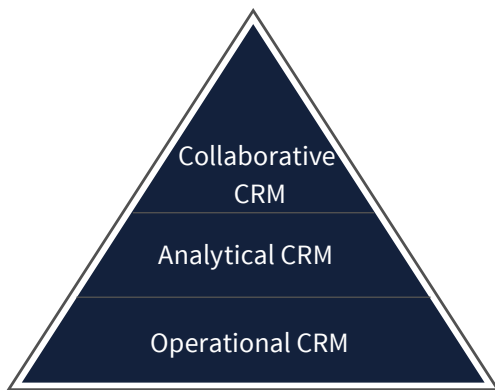 Collaborative
CRM
Analytical CRM
Operational CRM